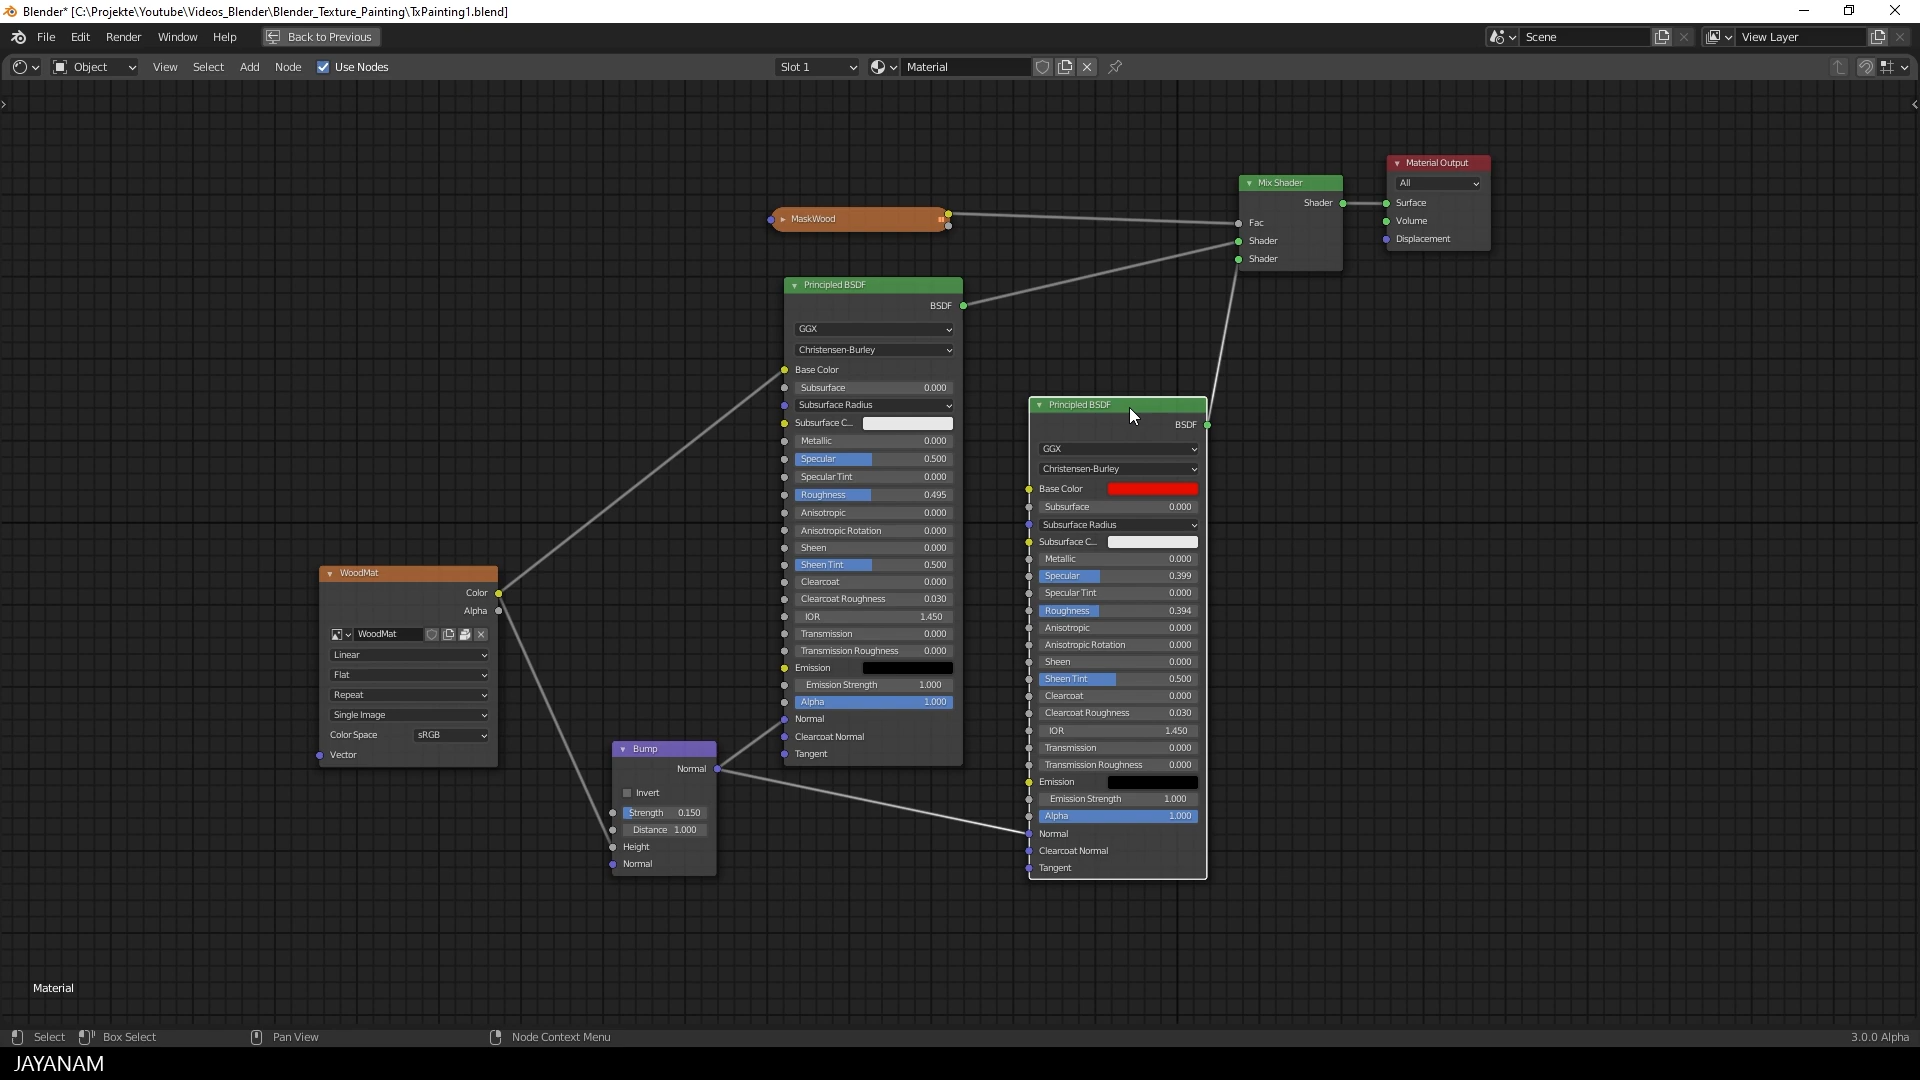 Blender* [C:\Projekte\Youtube\Videos_Blender\Blender_Texture_Painting\TxPainting1.blend]
File Edit Render Window Help Back to Previous Scene View Layer
Object View Select Add Node Use Nodes Slot 1 Material
Material Output
All
Surface
Volume
Displacement
Mix Shader
Shader
Fac
Shader
Shader
MaskWood
Principled BSDF
BSDF
GGX
Christensen-Burley
Base Color
Subsurface 0.000
Subsurface Radius
Subsurface C...
Metallic 0.000
Specular 0.500
Specular Tint 0.000
Roughness 0.495
Anisotropic 0.000
Anisotropic Rotation 0.000
Sheen 0.000
Sheen Tint 0.500
Clearcoat 0.000
Clearcoat Roughness 0.030
IOR 1.450
Transmission 0.000
Transmission Roughness 0.000
Emission
Emission Strength 1.000
Alpha 1.000
Normal
Clearcoat Normal
Tangent
Principled BSDF
BSDF
GGX
Christensen-Burley
Base Color
Subsurface 0.000
Subsurface Radius
Subsurface C...
Metallic 0.000
Specular 0.399
Specular Tint 0.000
Roughness 0.394
Anisotropic 0.000
Anisotropic Rotation 0.000
Sheen 0.000
Sheen Tint 0.500
Clearcoat 0.000
Clearcoat Roughness 0.030
IOR 1.450
Transmission 0.000
Transmission Roughness 0.000
Emission
Emission Strength 1.000
Alpha 1.000
Normal
Clearcoat Normal
Tangent
WoodMat
Color
Alpha
WoodMat
Linear
Flat
Repeat
Single Image
Color Space sRGB
Vector
Bump
Normal
Invert
Strength 0.150
Distance 1.000
Height
Normal
Material
Select Box Select Pan View Node Context Menu 3.0.0 Alpha
JAYANAM